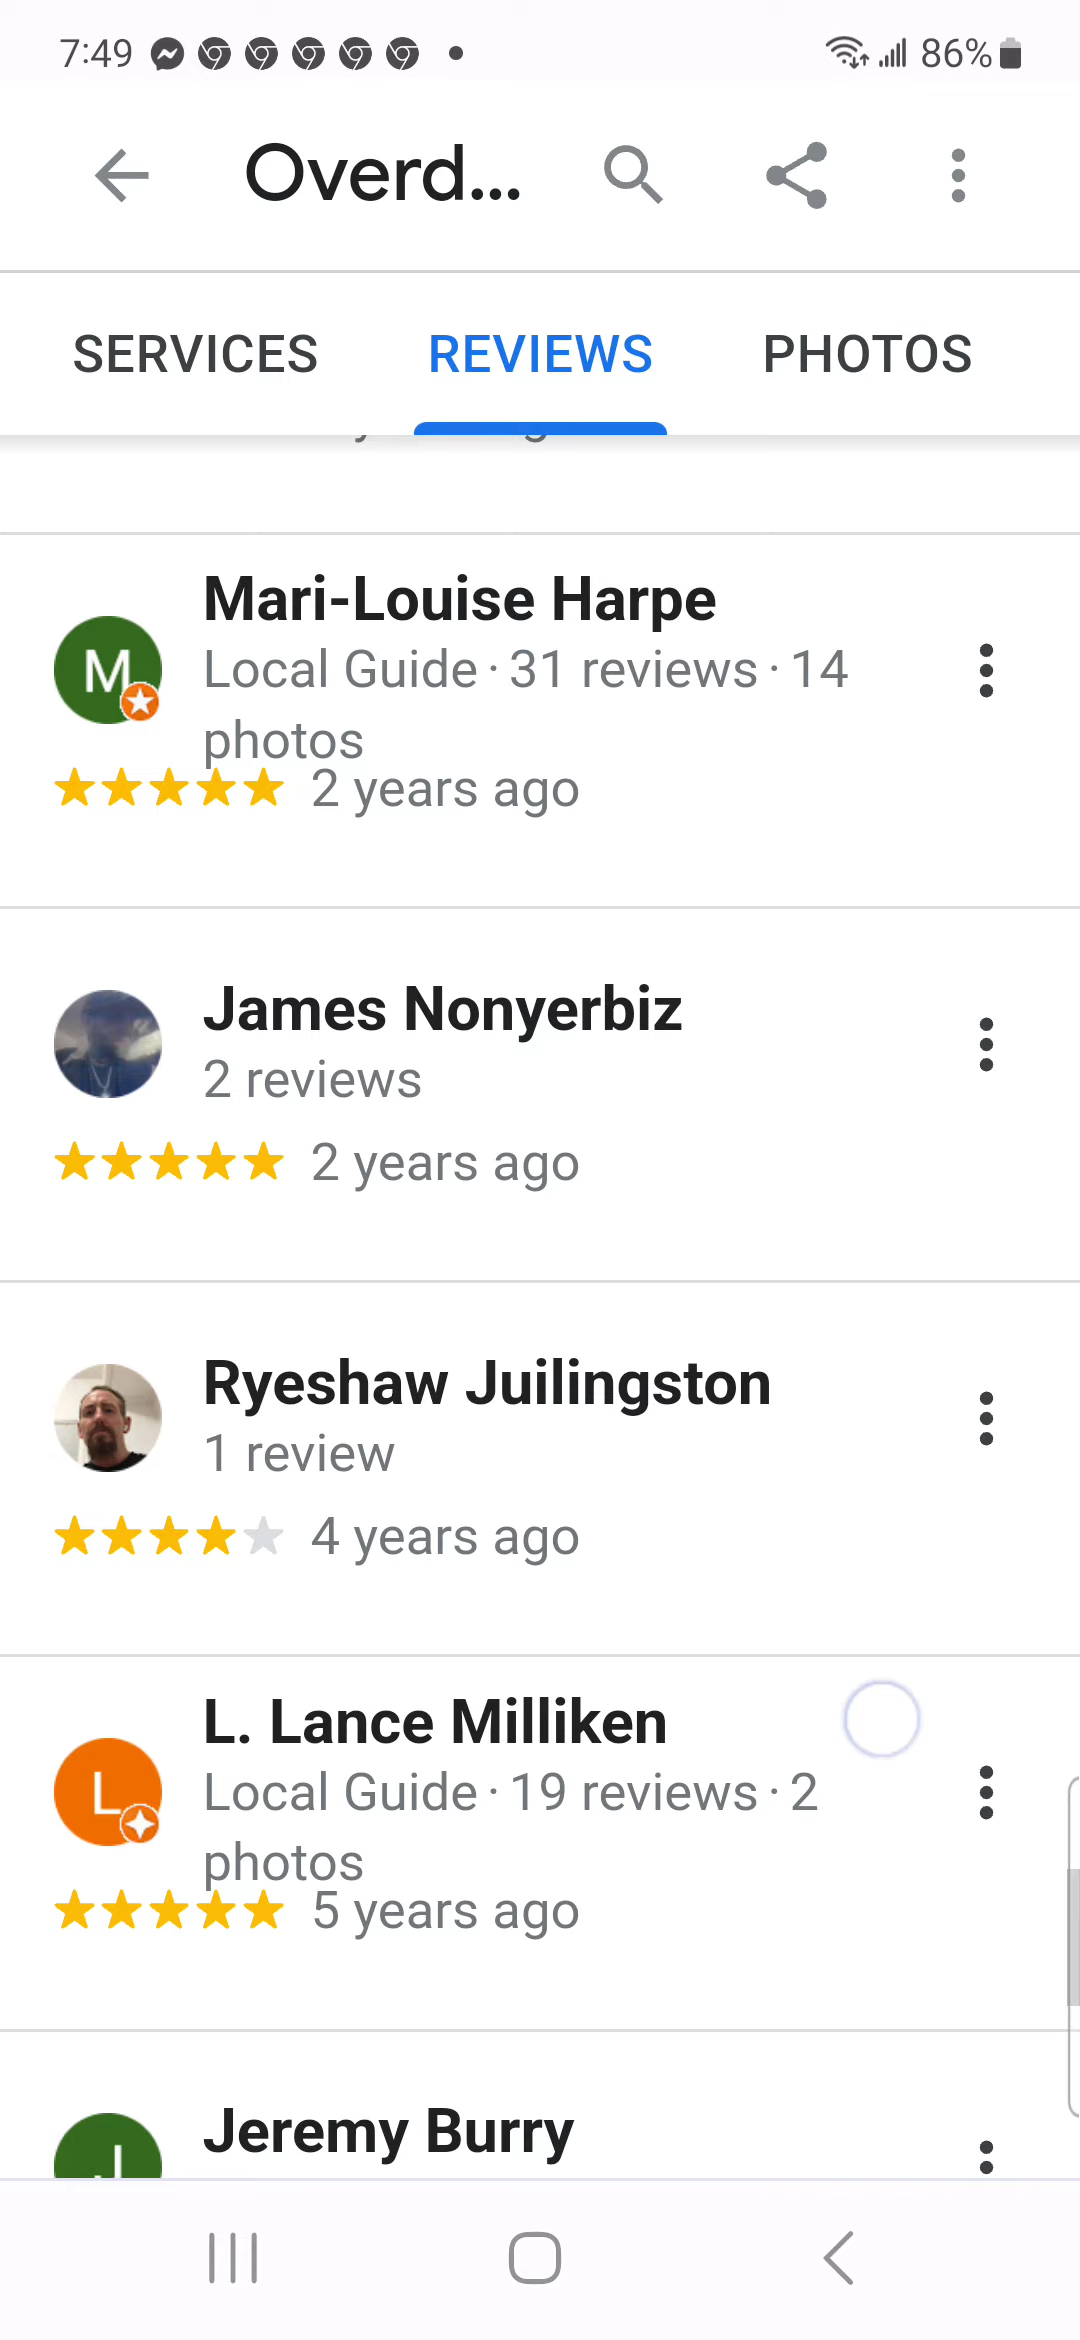 7:49
86%
Overd...
SERVICES
REVIEWS
PHOTOS
Mari-Louise Harpe
M
Local Guide · 31 reviews · 14
photos
2 years ago
James Nonyerbiz
2 reviews
2 years ago
Ryeshaw Juilingston
1 review
4 years ago
L. Lance Milliken
L
Local Guide · 19 reviews · 2
photos
5 years ago
Jeremy Burry
J